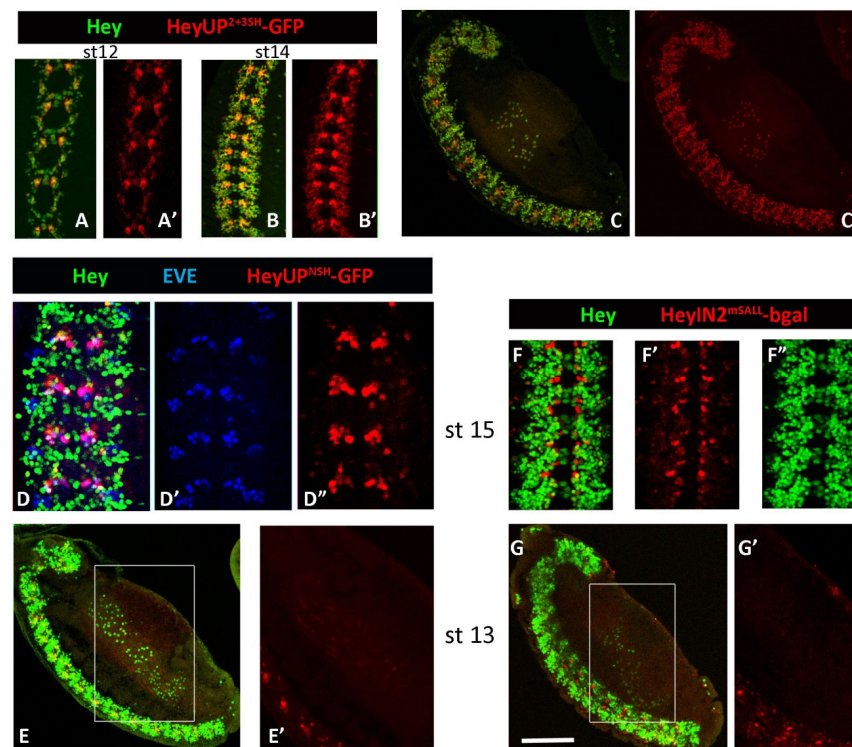 Hey HeyUP2+3SH-GFP
st12 st14
A A’ B B’ C C
Hey EVE HeyUPNSH-GFP
Hey HeyIN2mSALL-bgal
F F’ F”
st 15
D D’ D”
G G’
st 13
E E’